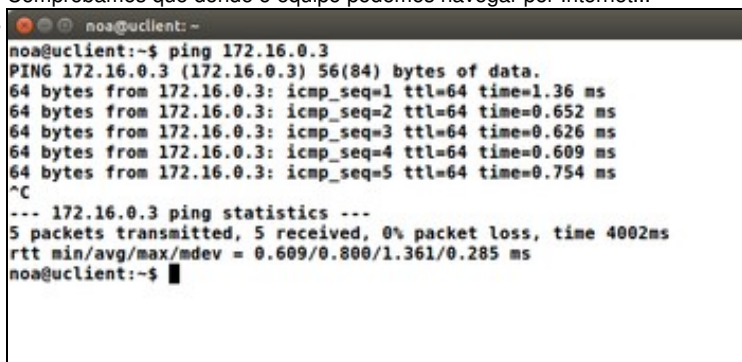 Comprobamos que dende o equipo podemos navegar por Internet...
noa@uclient: ~
noa@uclient:~$ ping 172.16.0.3
PING 172.16.0.3 (172.16.0.3) 56(84) bytes of data.
64 bytes from 172.16.0.3: icmp_seq=1 ttl=64 time=1.36 ms
64 bytes from 172.16.0.3: icmp_seq=2 ttl=64 time=0.652 ms
64 bytes from 172.16.0.3: icmp_seq=3 ttl=64 time=0.626 ms
64 bytes from 172.16.0.3: icmp_seq=4 ttl=64 time=0.609 ms
64 bytes from 172.16.0.3: icmp_seq=5 ttl=64 time=0.754 ms
^C
--- 172.16.0.3 ping statistics ---
5 packets transmitted, 5 received, 0% packet loss, time 4002ms
rtt min/avg/max/mdev = 0.609/0.800/1.361/0.285 ms
noa@uclient:~$